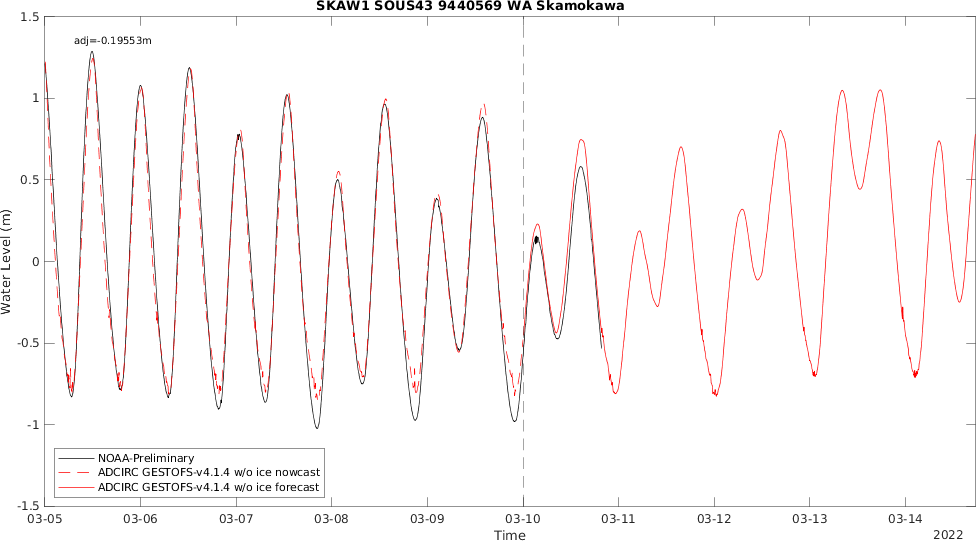 SKAW1 SOUS43 9440569 WA Skamokawa
adj=-0.19553m
1.5
1
0.5
0
-0.5
-1
-1.5
Water Level (m)
NOAA-Preliminary
ADCIRC GESTOFS-v4.1.4 w/o ice nowcast
ADCIRC GESTOFS-v4.1.4 w/o ice forecast
03-05 03-06 03-07 03-08 03-09 03-10 03-11 03-12 03-13 03-14
Time
2022